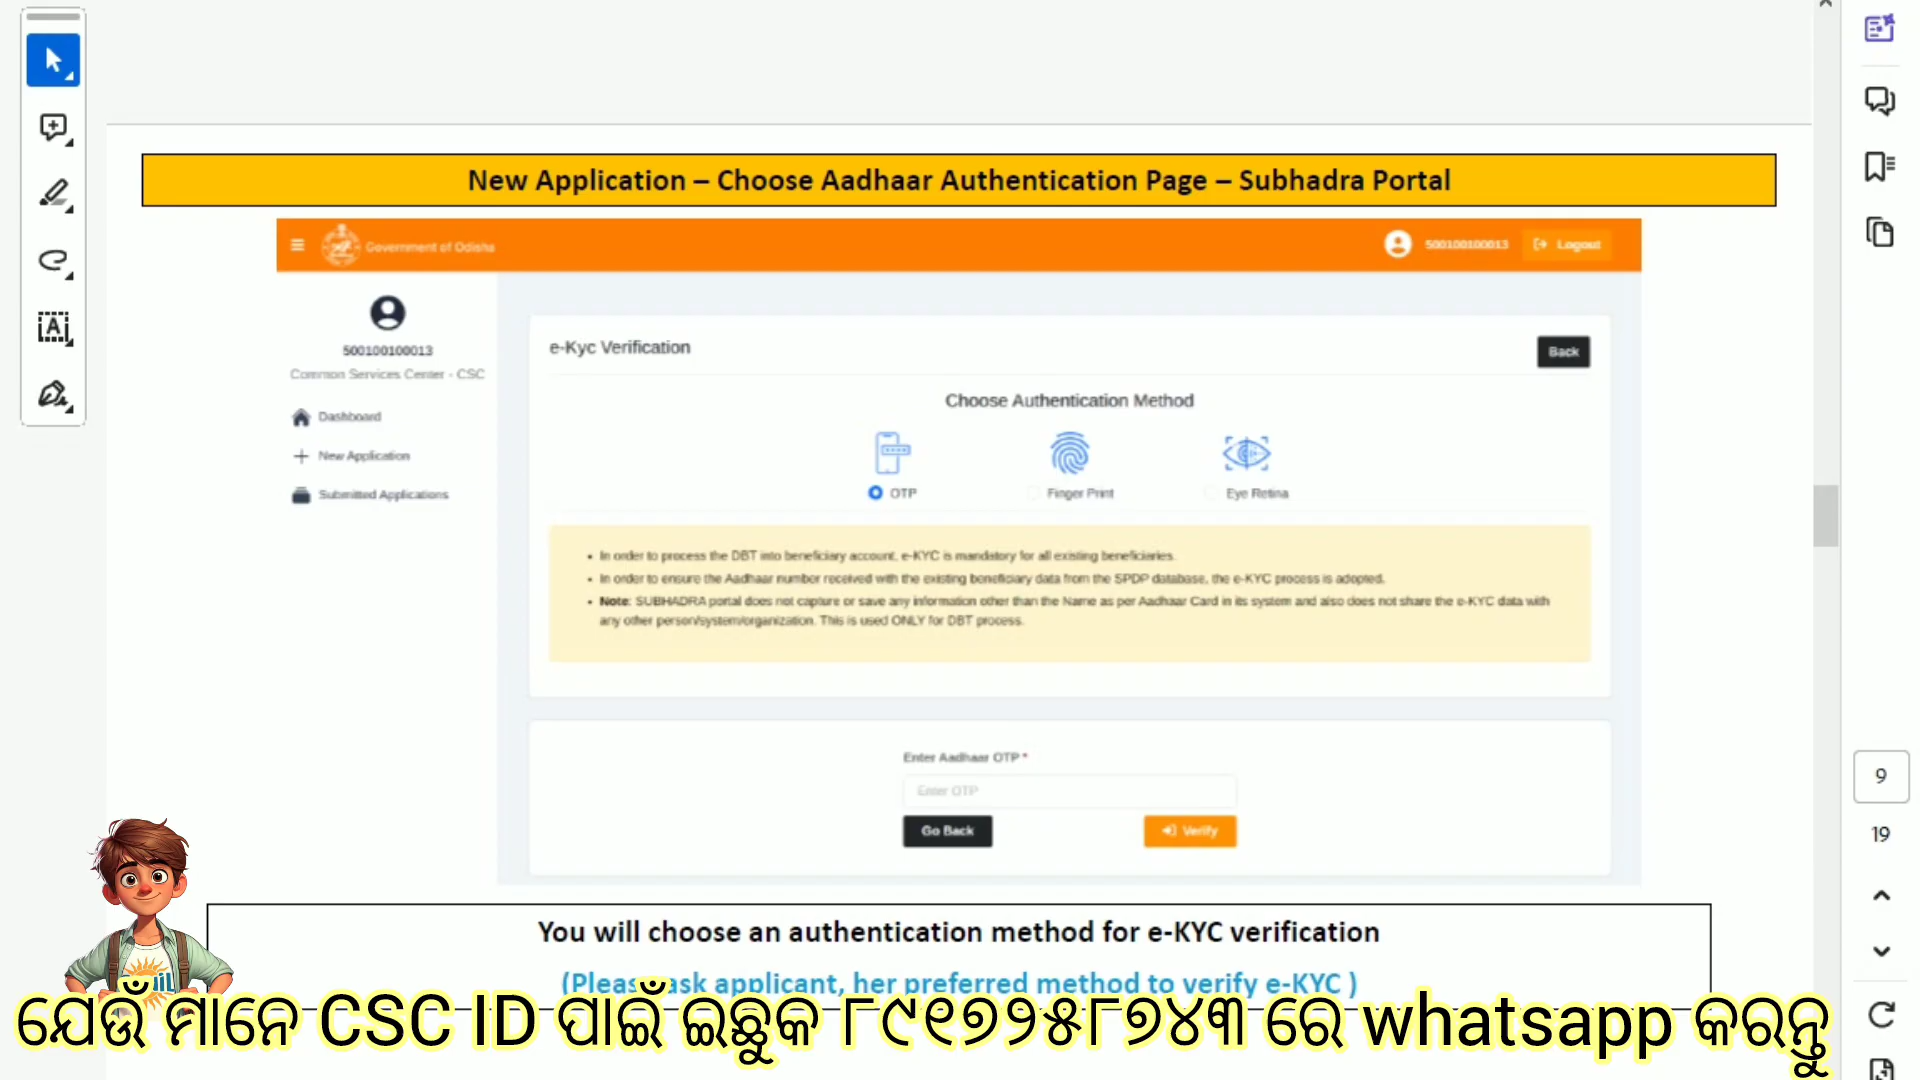 New Application – Choose Aadhaar Authentication Page – Subhadra Portal
Government of Odisha
500100100013
Logout
500100100013
Common Services Center - CSC
Dashboard
New Application
Submitted Applications
e-Kyc Verification
Back
Choose Authentication Method
OTP
Finger Print
Eye Retina
• In order to process the DBT into beneficiary account, e-KYC is mandatory for all existing beneficiaries.
• In order to ensure the Aadhaar number received with the existing beneficiary data from the SPDP database, the e-KYC process is adopted.
• Note: SUBHADRA portal does not capture or save any information other than the Name as per Aadhaar Card in its system and also does not share the e-KYC data with
any other person/system/organization. This is used ONLY for DBT process.
Enter Aadhaar OTP *
Enter OTP
Go Back
Verify
9
19
You will choose an authentication method for e-KYC verification
ask applicant, her preferred method to verify e-KYC )
ଯେଉଁ ମାନେ CSC ID ପାଇଁ ଇଛୁକ ୮୯୧୭୨୫୮୭୪୩ ରେ whatsapp କରନ୍ତୁ